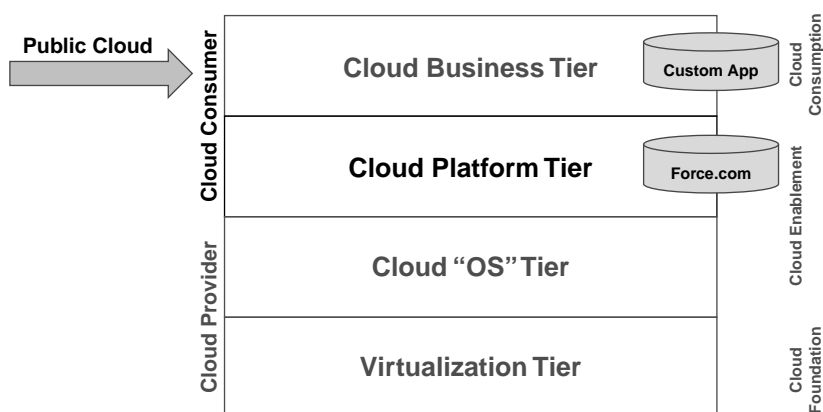 Public Cloud
Cloud Consumer
Cloud Business Tier
Custom App
Cloud
Consumption
Cloud Platform Tier
Force.com
Cloud Enablement
Cloud Provider
Cloud “OS” Tier
Virtualization Tier
Cloud
Foundation